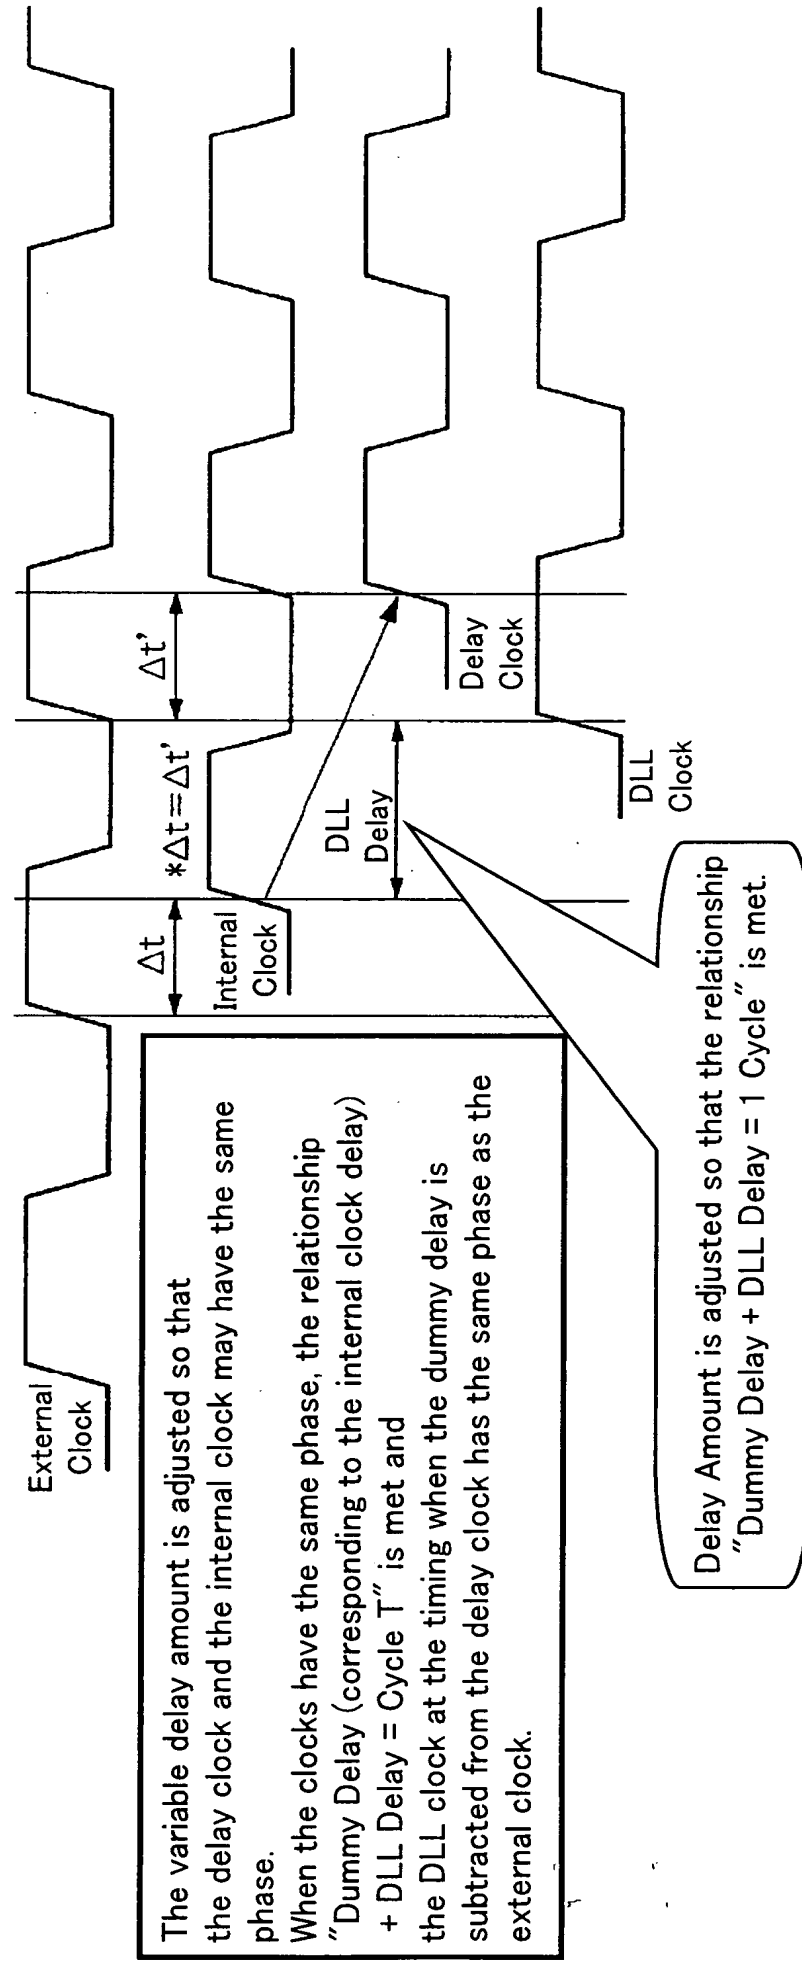 External
Clock
Δt
*Δt=Δt'
Δt'
Internal
Clock
DLL
Delay
Delay
Clock
DLL
Clock
The variable delay amount is adjusted so that
the delay clock and the internal clock may have the same
phase.
When the clocks have the same phase, the relationship
"Dummy Delay (corresponding to the internal clock delay)
+ DLL Delay = Cycle T" is met and
the DLL clock at the timing when the dummy delay is
subtracted from the delay clock has the same phase as the
external clock.
Delay Amount is adjusted so that the relationship
"Dummy Delay + DLL Delay = 1 Cycle" is met.